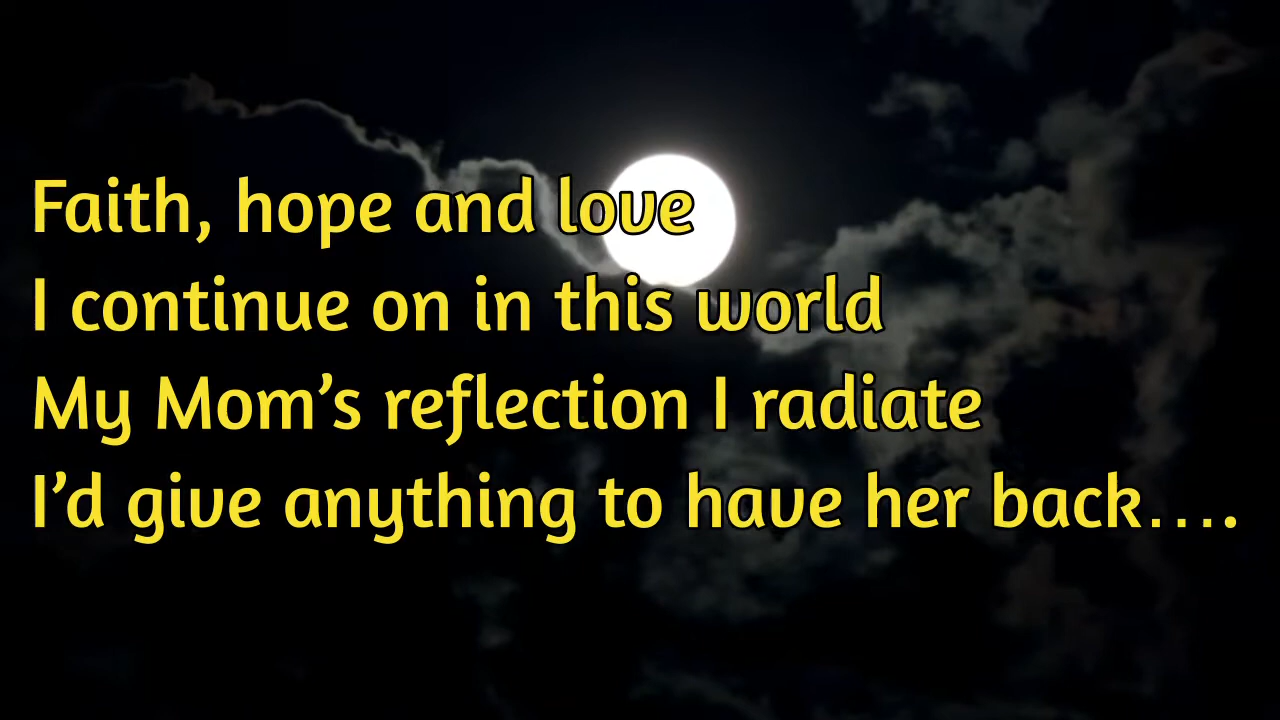 Faith, hope and love
I continue on in this world
My Mom’s reflection I radiate
I’d give anything to have her back....